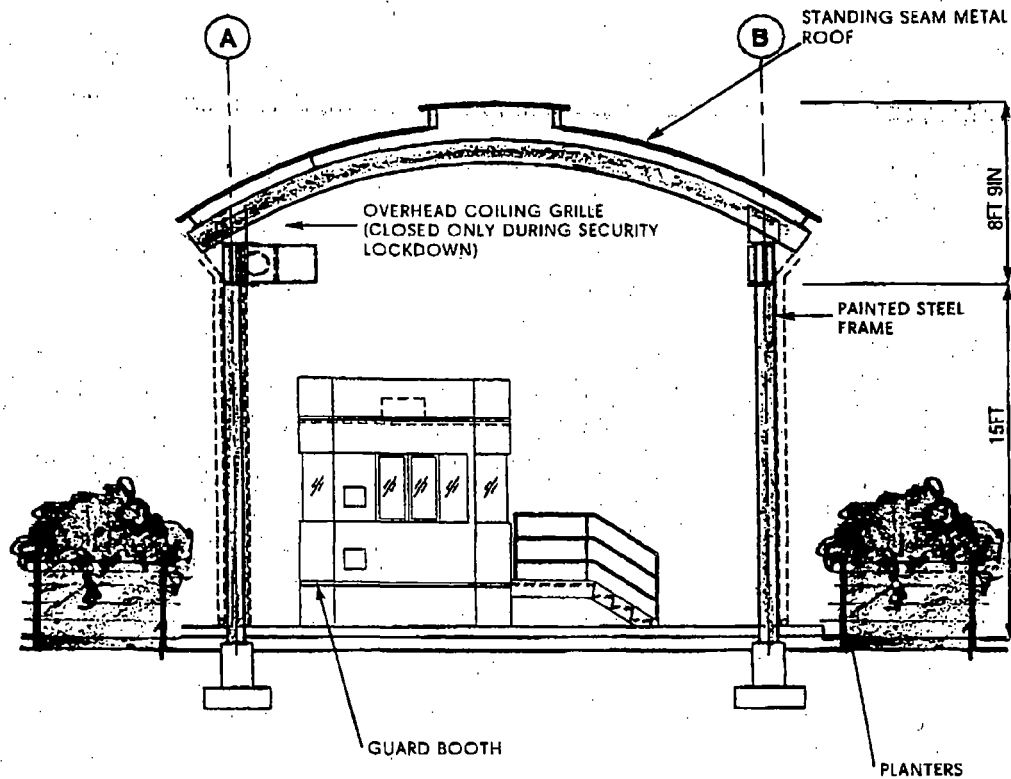 A
B
STANDING SEAM METAL
ROOF
OVERHEAD COILING GRILLE
(CLOSED ONLY DURING SECURITY
LOCKDOWN)
8FT 9IN
PAINTED STEEL
FRAME
15FT
GUARD BOOTH
PLANTERS